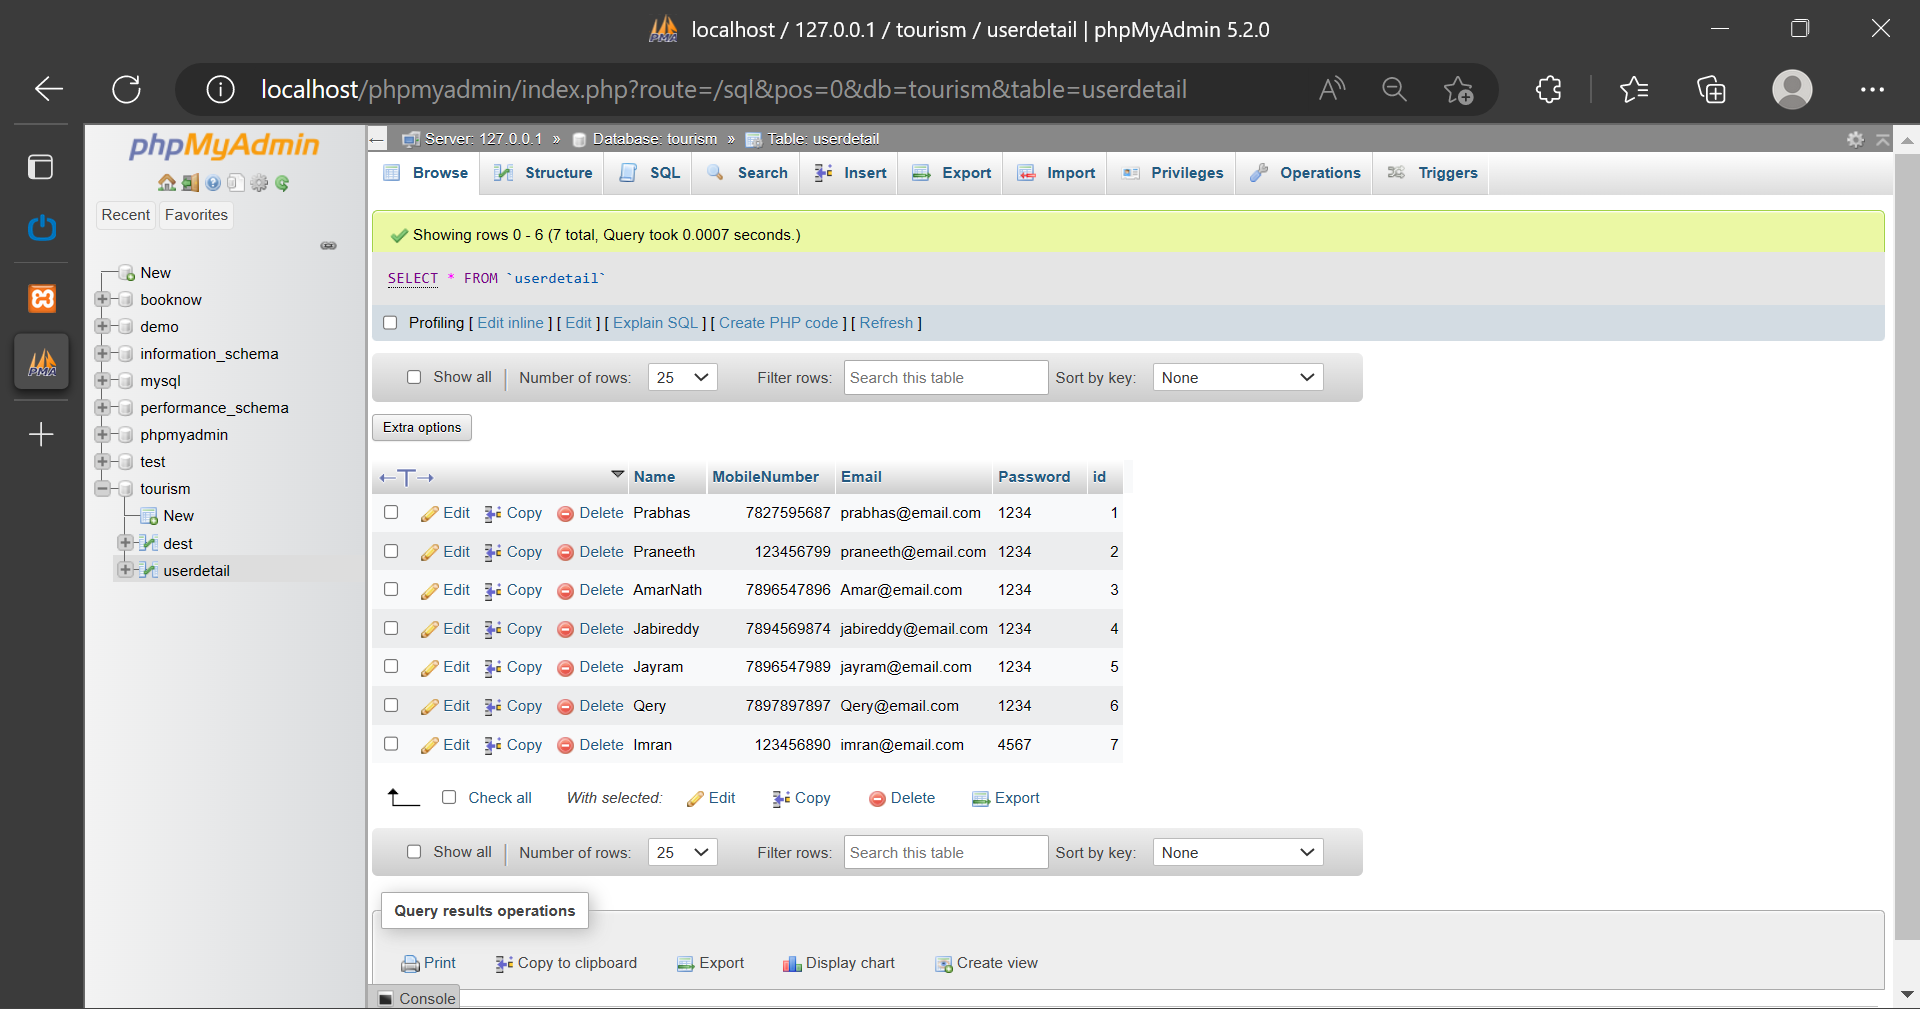 localhost / 127.0.0.1 / tourism / userdetail | phpMyAdmin 5.2.0
localhost/phpmyadmin/index.php?route=/sql&pos=0&db=tourism&table=userdetail
phpMyAdmin
Recent Favorites
New
booknow
demo
information_schema
mysql
performance_schema
phpmyadmin
test
tourism
New
dest
userdetail
Server: 127.0.0.1 » Database: tourism » Table: userdetail
Browse Structure SQL Search Insert Export Import Privileges Operations Triggers
Showing rows 0 - 6 (7 total, Query took 0.0007 seconds.)
SELECT * FROM `userdetail`
Profiling [ Edit inline ] [ Edit ] [ Explain SQL ] [ Create PHP code ] [ Refresh ]
Show all | Number of rows: 25 Filter rows: Search this table Sort by key: None
Extra options
←T→ Name MobileNumber Email Password id
Edit Copy Delete Prabhas 7827595687 prabhas@email.com 1234 1
Edit Copy Delete Praneeth 123456799 praneeth@email.com 1234 2
Edit Copy Delete AmarNath 7896547896 Amar@email.com 1234 3
Edit Copy Delete Jabireddy 7894569874 jabireddy@email.com 1234 4
Edit Copy Delete Jayram 7896547989 jayram@email.com 1234 5
Edit Copy Delete Qery 7897897897 Qery@email.com 1234 6
Edit Copy Delete Imran 123456890 imran@email.com 4567 7
Check all With selected: Edit Copy Delete Export
Show all | Number of rows: 25 Filter rows: Search this table Sort by key: None
Query results operations
Print Copy to clipboard Export Display chart Create view
Console